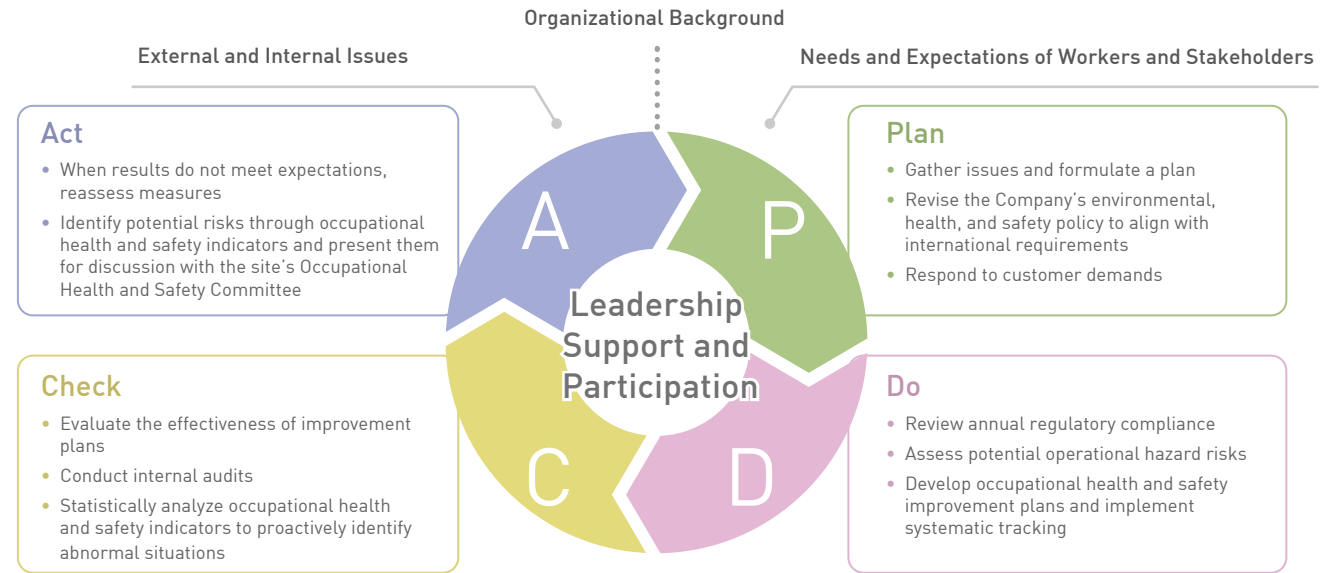 Organizational Background
External and Internal Issues
Needs and Expectations of Workers and Stakeholders
Act
• When results do not meet expectations,
reassess measures
• Identify potential risks through occupational
health and safety indicators and present them
for discussion with the site’s Occupational
Health and Safety Committee
Plan
• Gather issues and formulate a plan
• Revise the Company’s environmental,
health, and safety policy to align with
international requirements
• Respond to customer demands
A
P
Leadership
Support and
Participation
C
D
Check
• Evaluate the effectiveness of improvement
plans
• Conduct internal audits
• Statistically analyze occupational health
and safety indicators to proactively identify
abnormal situations
Do
• Review annual regulatory compliance
• Assess potential operational hazard risks
• Develop occupational health and safety
improvement plans and implement
systematic tracking